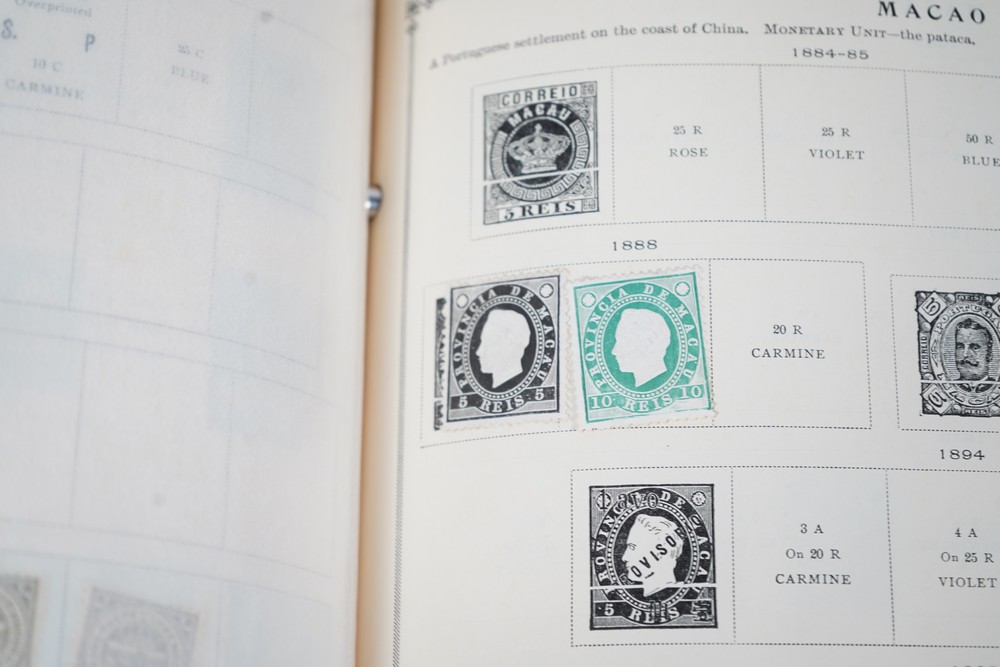 Overprinted
S. P
10 C
CARMINE
25 C
BLUE
MACAO
A Portuguese settlement on the coast of China. MONETARY UNIT—the pataca.
1884-85
CORREIO
MACAU
5 REIS
25 R
ROSE
25 R
VIOLET
50 R
BLUE
1888
PROVINCIA DE MACAU
5 REIS 5
PROVINCIA DE MACAU
10 REIS 10
20 R
CARMINE
REIS
1894
PROVINCIA DE MACA
5 REIS
3 A
On 20 R
CARMINE
4 A
On 25 R
VIOLET